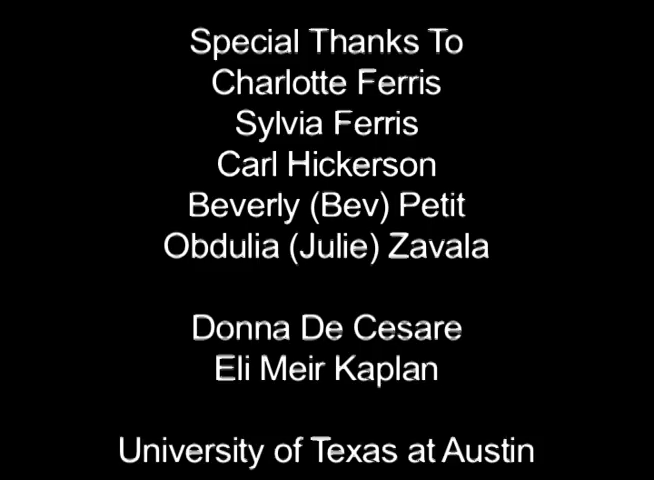 Special Thanks To
Charlotte Ferris
Sylvia Ferris
Carl Hickerson
Beverly (Bev) Petit
Obdulia (Julie) Zavala
Donna De Cesare
Eli Meir Kaplan
University of Texas at Austin